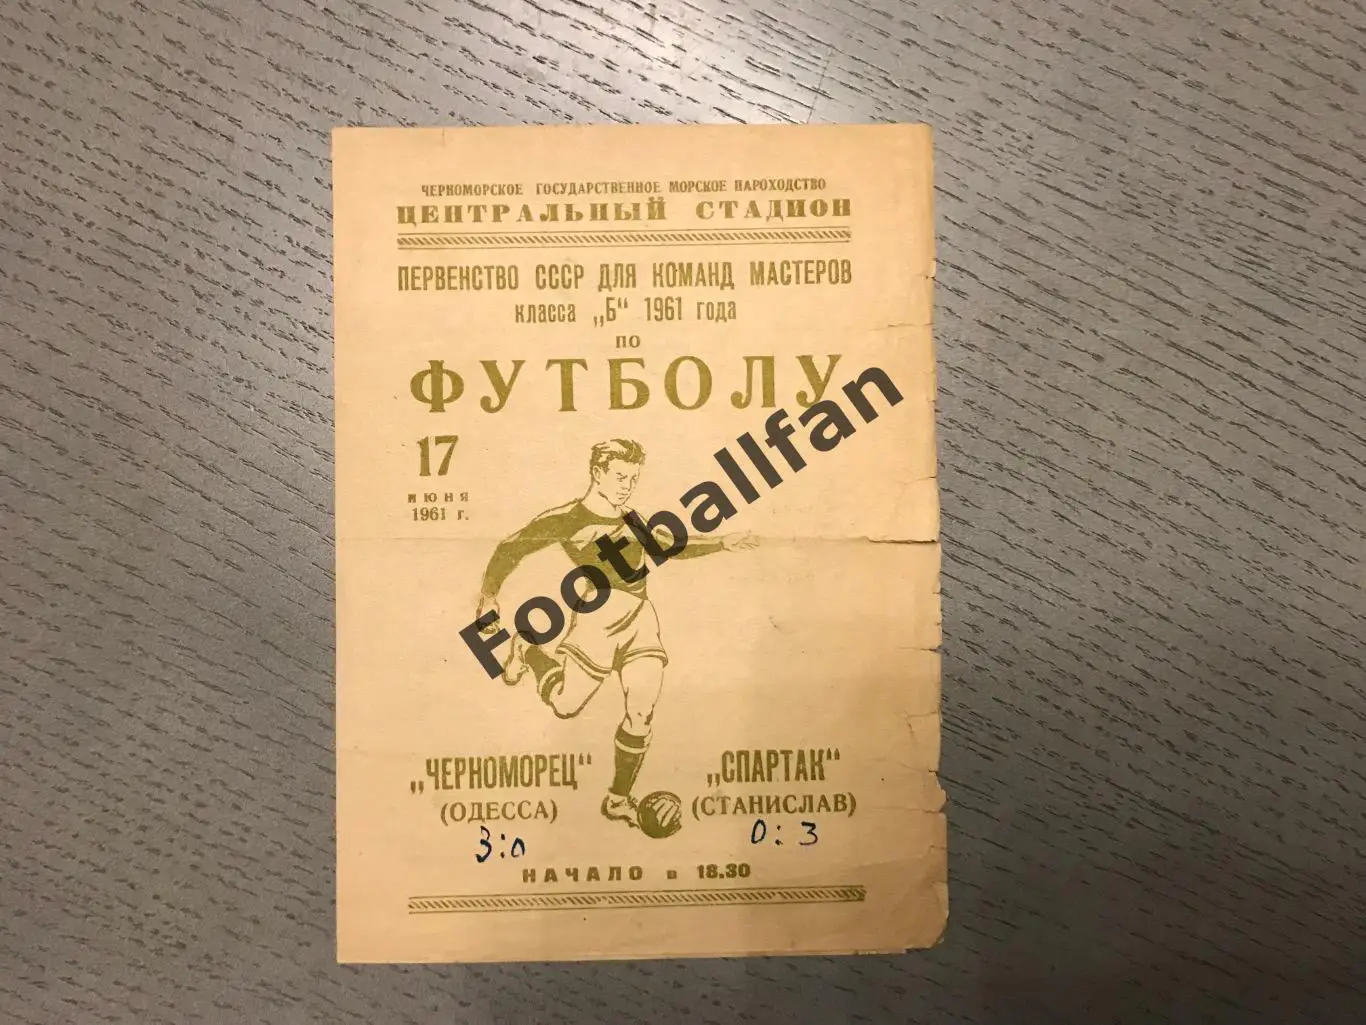 ЧЕРНОМОРСКОЕ ГОСУДАРСТВЕННОЕ МОРСКОЕ ПАРОХОДСТВО
ЦЕНТРАЛЬНЫЙ СТАДИОН
ПЕРВЕНСТВО СССР ДЛЯ КОМАНД МАСТЕРОВ
класса „Б“ 1961 года
по
ФУТБОЛУ
17
июня
1961 г.
Footballfan
„ЧЕРНОМОРЕЦ“ „СПАРТАК“
(ОДЕССА) (СТАНИСЛАВ)
3:0 0:3
НАЧАЛО в 18.30